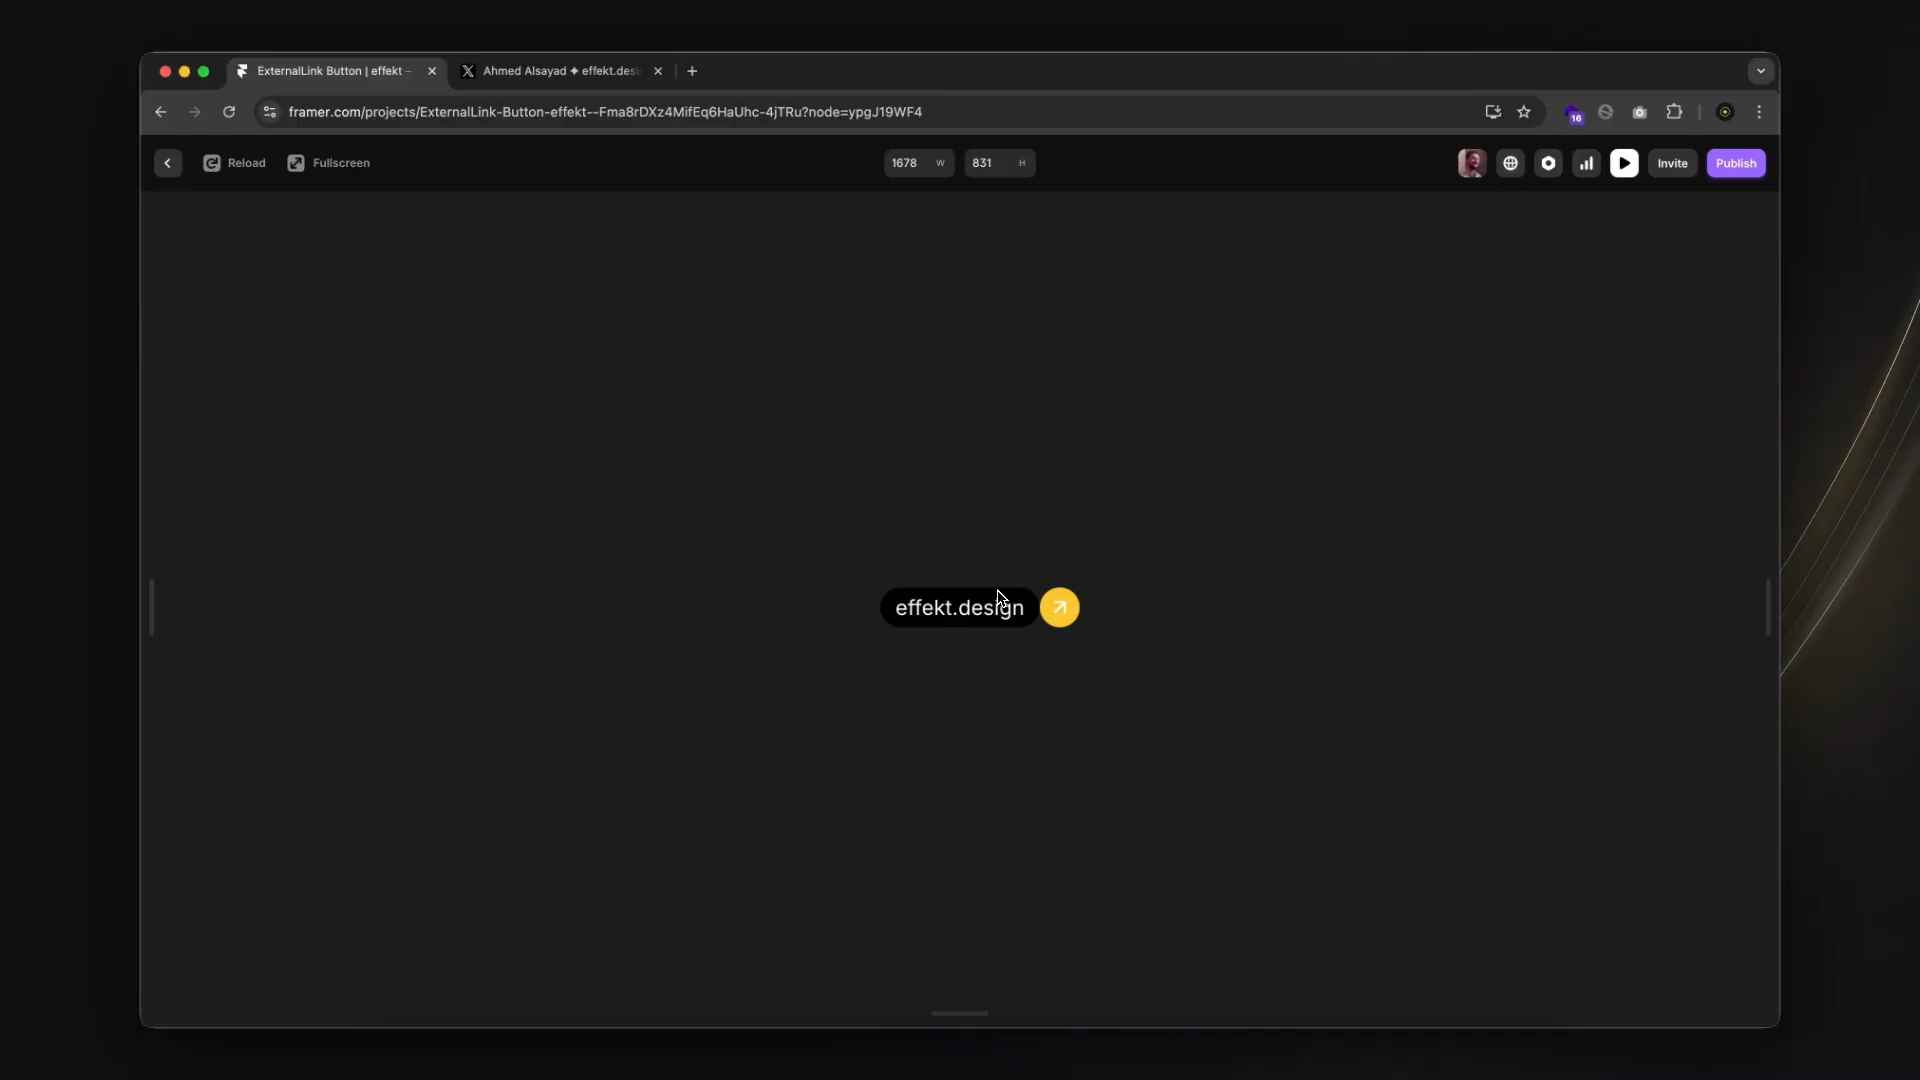 ExternalLink Button | effekt –
Ahmed Alsayad ✦ effekt.desi
framer.com/projects/ExternalLink-Button-effekt--Fma8rDXz4MifEq6HaUhc-4jTRu?node=ypgJ19WF4
16
Reload
Fullscreen
1678 W
831 H
Invite
Publish
effekt.design